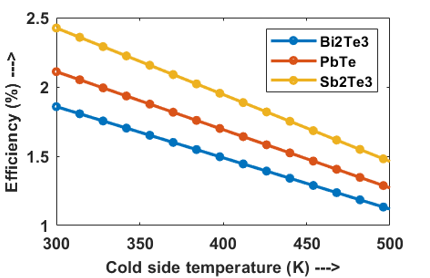 2.5
2
1.5
1
Efficiency (%) --->
Bi2Te3
PbTe
Sb2Te3
300 350 400 450 500
Cold side temperature (K) --->